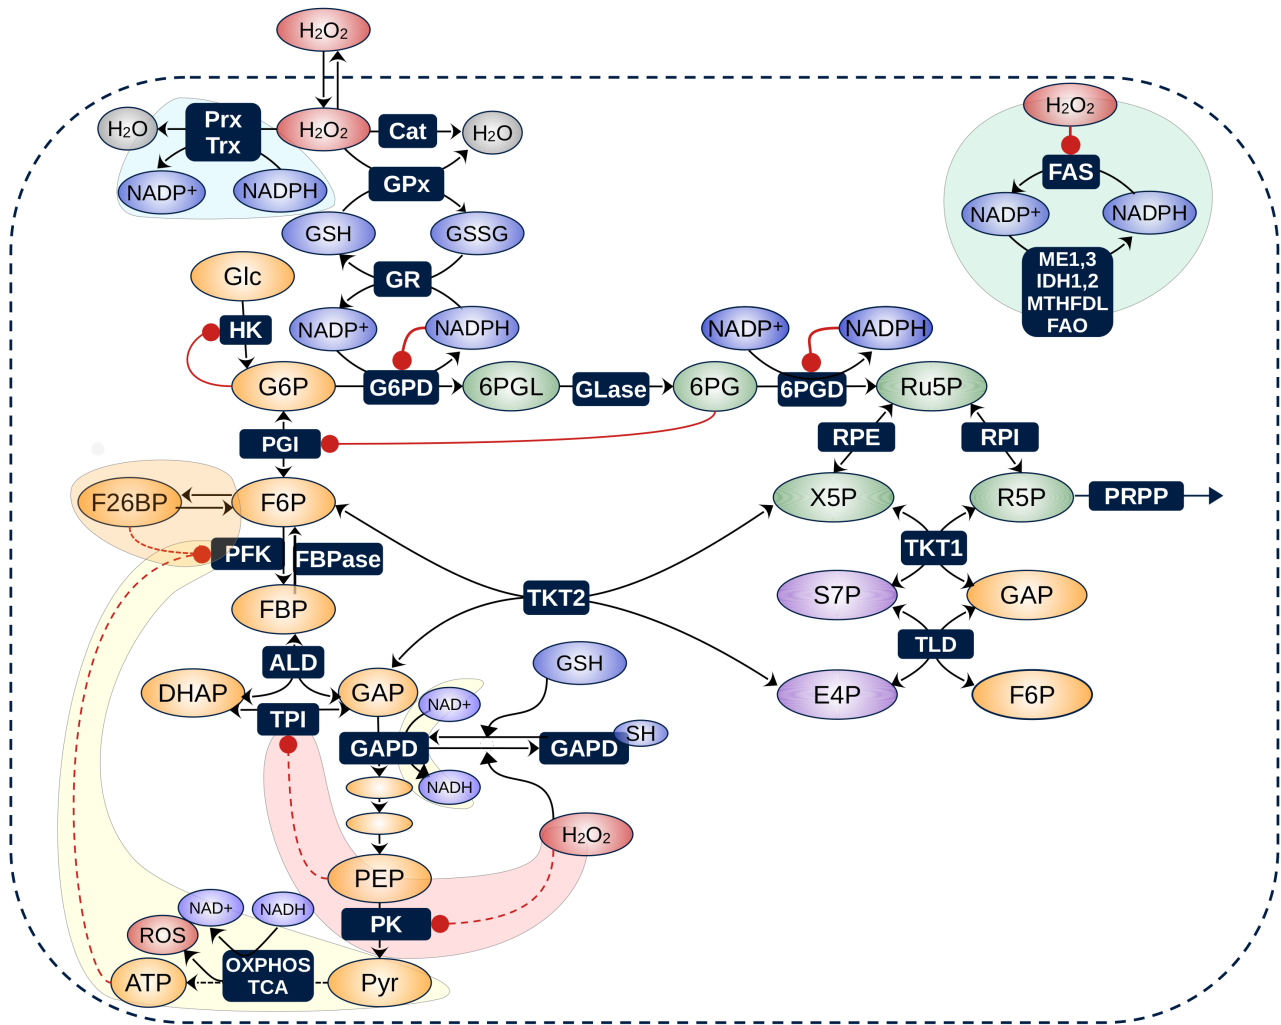 H2O2
H2O
Prx
Trx
H2O2
Cat
H2O
NADP+
NADPH
GPx
GSH
GSSG
Glc
GR
HK
NADP+
NADPH
G6P
G6PD
6PGL
GLase
6PG
NADP+
NADPH
6PGD
Ru5P
H2O2
FAS
NADP+
NADPH
ME1,3
IDH1,2
MTHFDL
FAO
PGI
RPE
RPI
F26BP
F6P
X5P
R5P
PRPP
PFK
FBPase
TKT1
FBP
TKT2
S7P
GAP
ALD
TLD
GSH
DHAP
GAP
E4P
F6P
NAD+
TPI
GAPD
GAPD
SH
NADH
H2O2
PEP
NAD+
NADH
PK
ROS
OXPHOS
TCA
ATP
Pyr